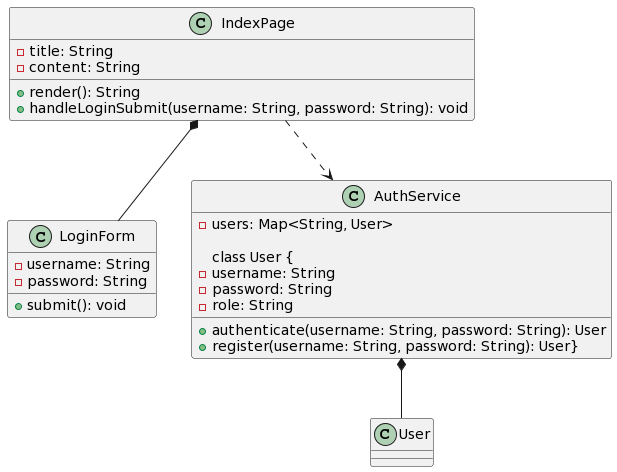 C IndexPage
title: String
content: String
render(): String
handleLoginSubmit(username: String, password: String): void
C LoginForm
username: String
password: String
submit(): void
C AuthService
users: Map<String, User>
class User {
username: String
password: String
role: String
authenticate(username: String, password: String): User
register(username: String, password: String): User}
C User